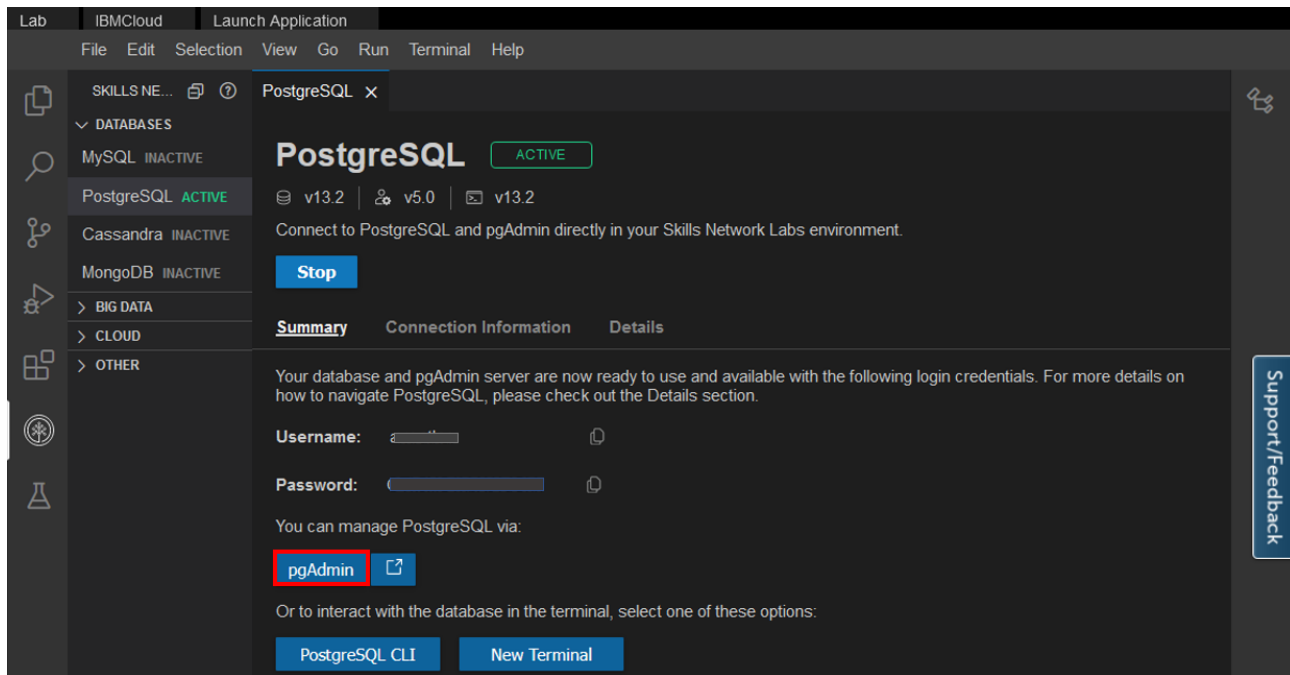 Lab IBMCloud Launch Application
File Edit Selection View Go Run Terminal Help
SKILLS NE...
PostgreSQL
DATABASES
MySQL INACTIVE
PostgreSQL ACTIVE
Cassandra INACTIVE
MongoDB INACTIVE
BIG DATA
CLOUD
OTHER
PostgreSQL ACTIVE
v13.2 v5.0 v13.2
Connect to PostgreSQL and pgAdmin directly in your Skills Network Labs environment.
Stop
Summary Connection Information Details
Your database and pgAdmin server are now ready to use and available with the following login credentials. For more details on
how to navigate PostgreSQL, please check out the Details section.
Username:
Password:
You can manage PostgreSQL via:
pgAdmin
Or to interact with the database in the terminal, select one of these options:
PostgreSQL CLI New Terminal
Support/Feedback